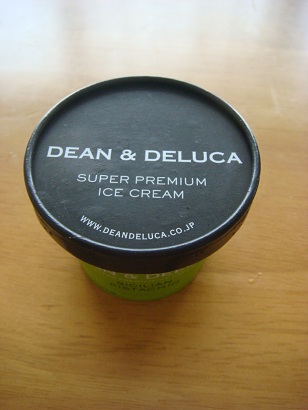 DEAN & DELUCA
SUPER PREMIUM
ICE CREAM
WWW.DEANDELUCA.CO.JP